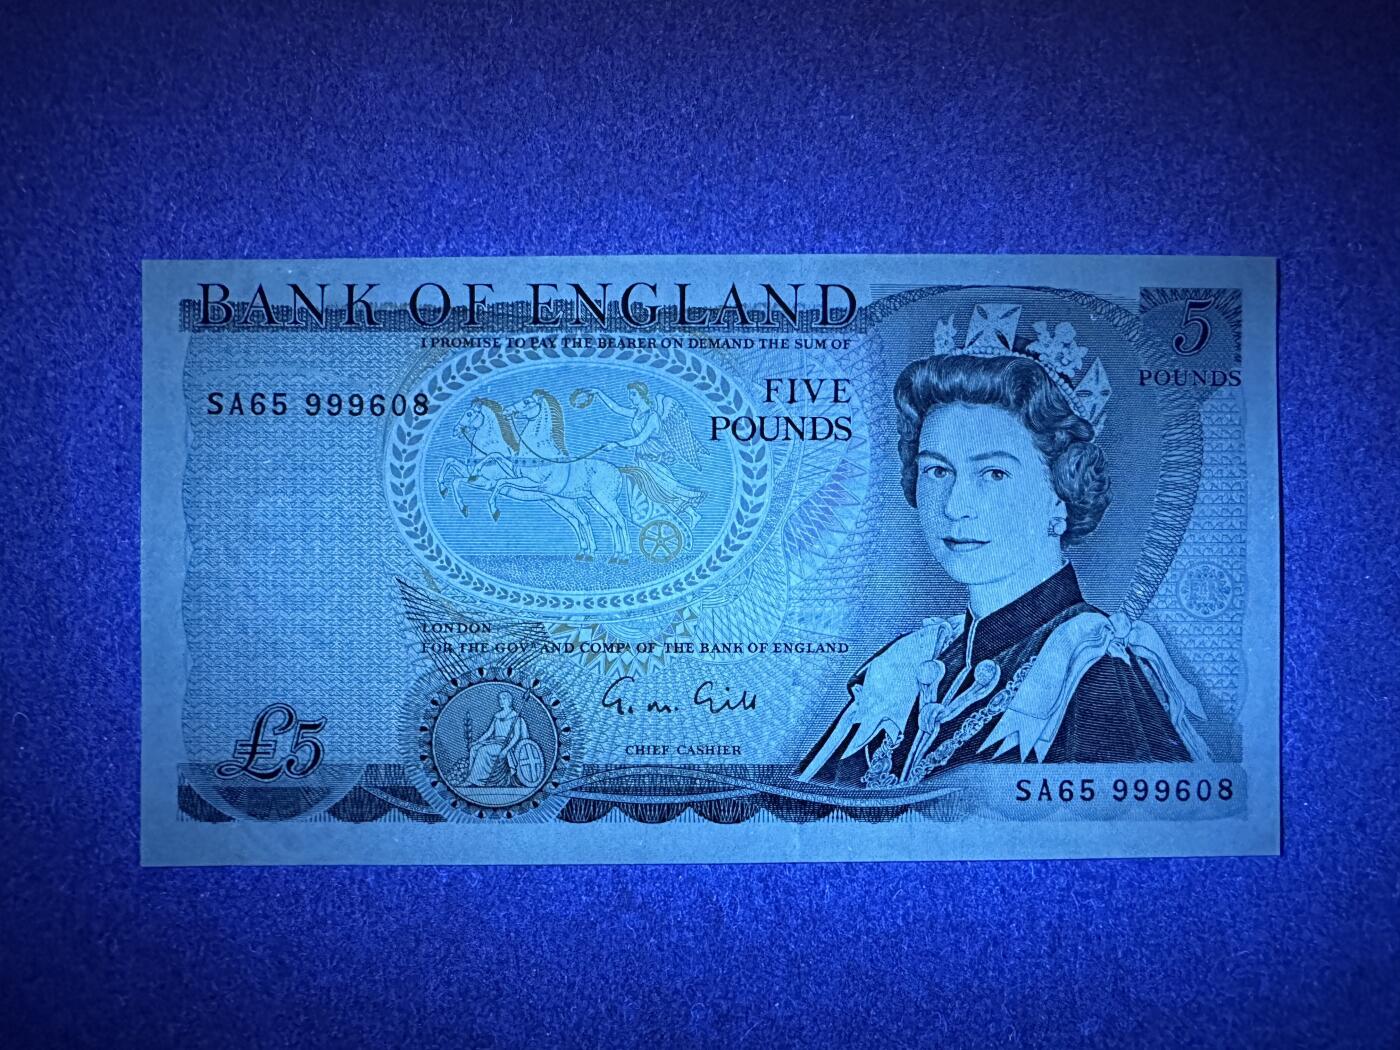 BANK OF ENGLAND
I PROMISE TO PAY THE BEARER ON DEMAND THE SUM OF
5
POUNDS
SA65 999608
FIVE
POUNDS
LONDON
FOR THE GOVR AND COMPA OF THE BANK OF ENGLAND
G. M. Gill
CHIEF CASHIER
£5
SA65 999608